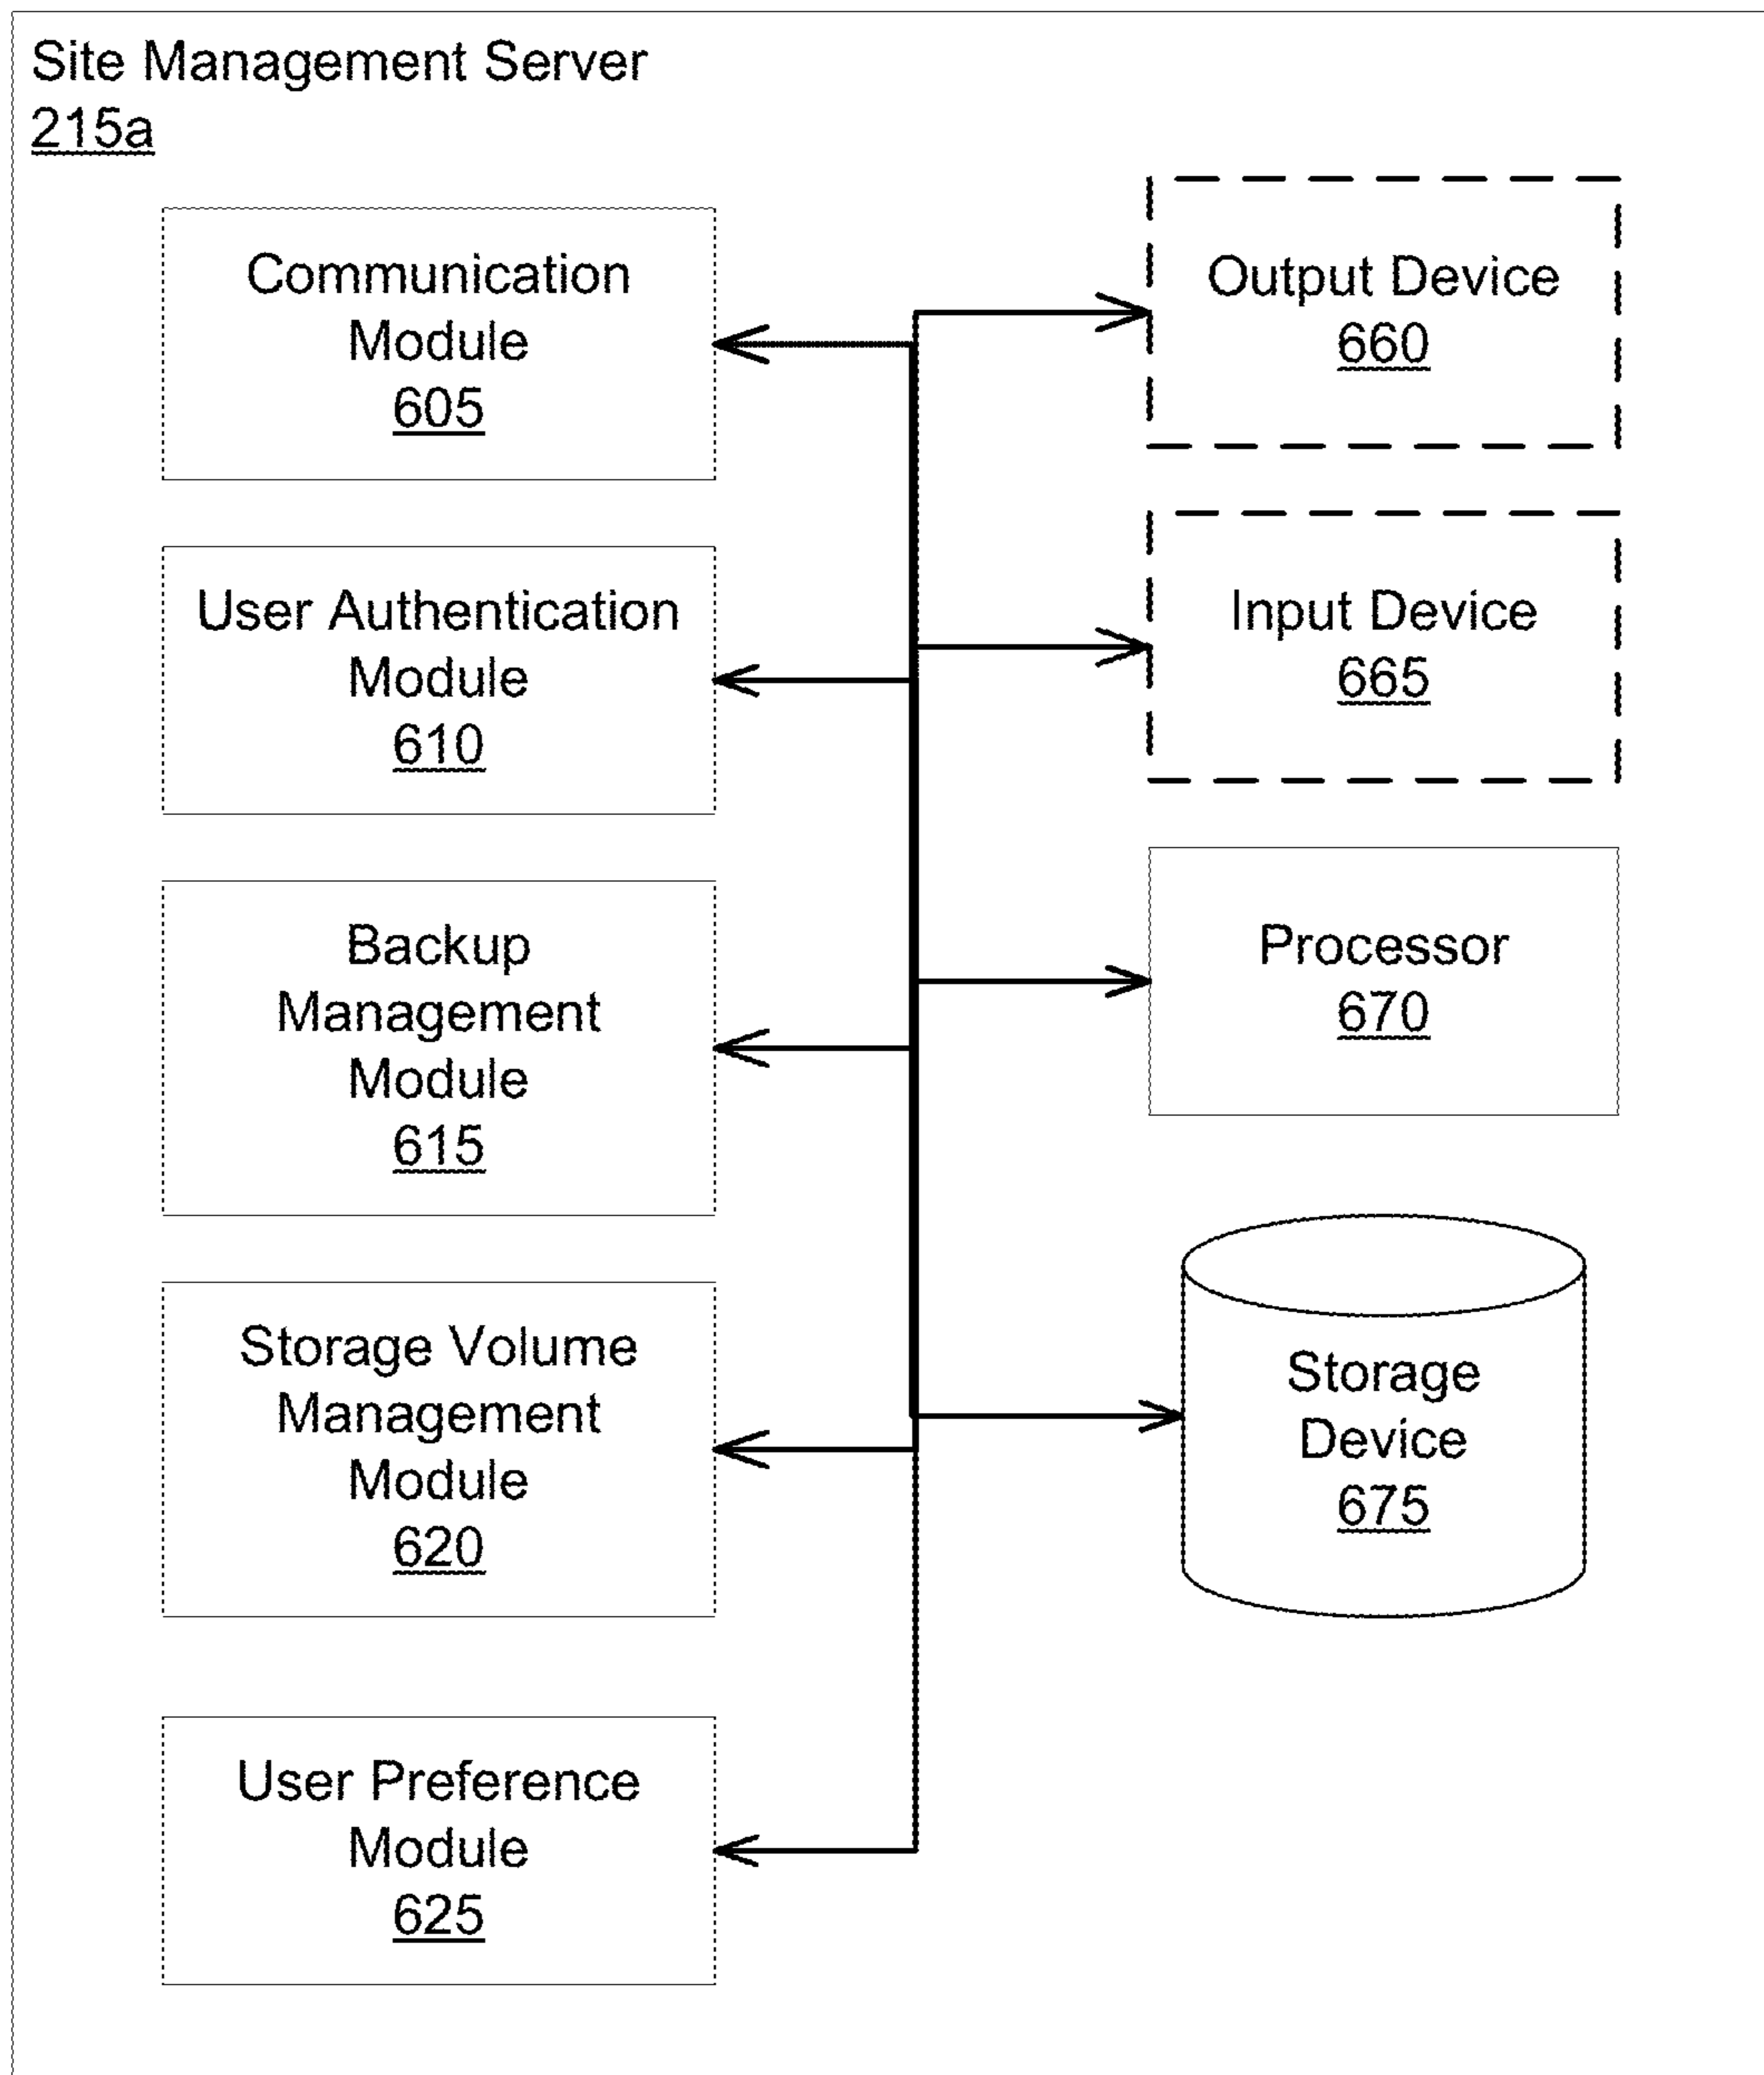 Site Management Server
215a
Communication
Module
605
User Authentication
Module
610
Backup
Management
Module
615
Storage Volume
Management
Module
620
User Preference
Module
625
Output Device
660
Input Device
665
Processor
670
Storage
Device
675